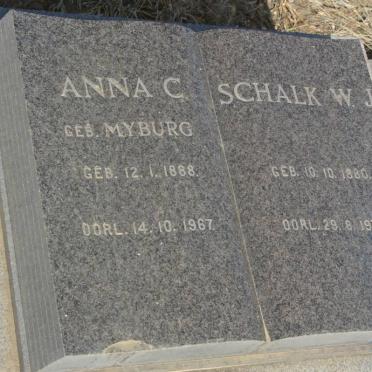 ANNA C.
GEB. MYBURG
GEB. 12. 1. 1888.
OORL. 14. 10. 1967.
SCHALK W. J
GEB. 10. 10. 1880.
OORL. 29. 8. 19